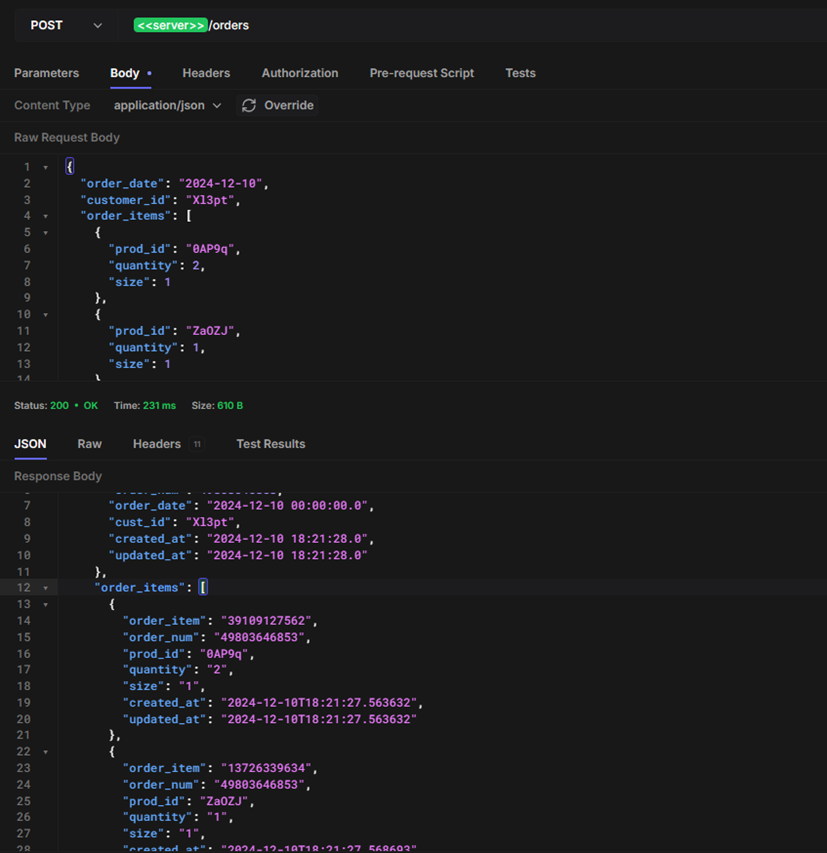 POST <<server>>/orders
Parameters Body Headers Authorization Pre-request Script Tests
Content Type application/json Override
Raw Request Body
1 {
2 "order_date": "2024-12-10",
3 "customer_id": "Xl3pt",
4 "order_items": [
5 {
6 "prod_id": "0AP9q",
7 "quantity": 2,
8 "size": 1
9 },
10 {
11 "prod_id": "ZaOZJ",
12 "quantity": 1,
13 "size": 1
14 }
Status: 200 • OK Time: 231 ms Size: 610 B
JSON Raw Headers 11 Test Results
Response Body
7 "order_date": "2024-12-10 00:00:00.0",
8 "cust_id": "Xl3pt",
9 "created_at": "2024-12-10 18:21:28.0",
10 "updated_at": "2024-12-10 18:21:28.0"
11 },
12 "order_items": [
13 {
14 "order_item": "39109127562",
15 "order_num": "49803646853",
16 "prod_id": "0AP9q",
17 "quantity": "2",
18 "size": "1",
19 "created_at": "2024-12-10T18:21:27.563632",
20 "updated_at": "2024-12-10T18:21:27.563632"
21 },
22 {
23 "order_item": "13726339634",
24 "order_num": "49803646853",
25 "prod_id": "ZaOZJ",
26 "quantity": "1",
27 "size": "1",
28 "created_at": "2024-12-10T18:21:27.568693"